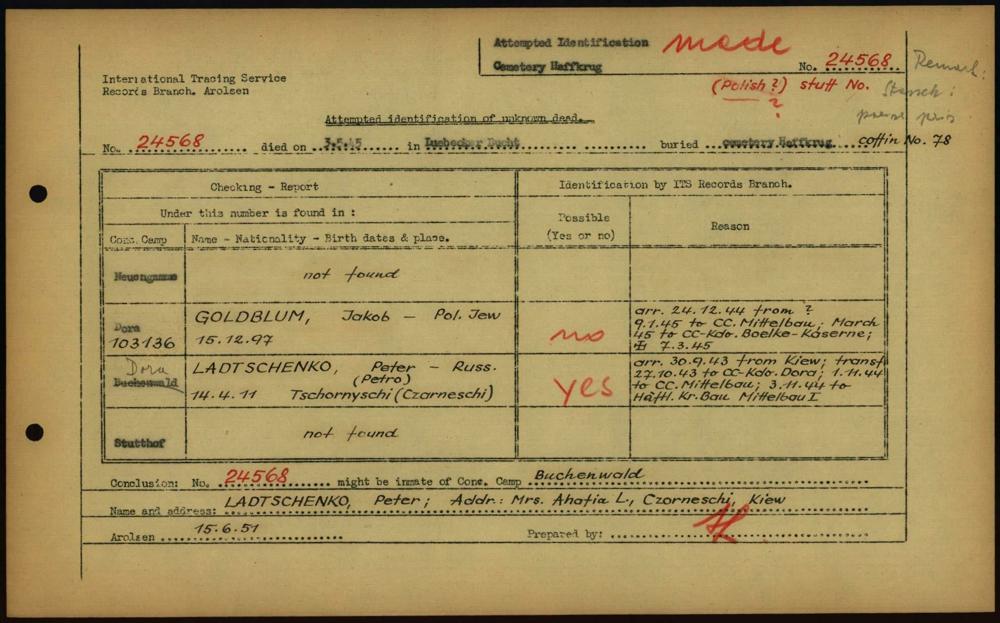 Attempted Identification made
Cemetery Haffkrug
No. 24568
Remark:
International Tracing Service
Records Branch. Arolsen
(Polish ?) stuff No.
?
Attempted identification of unknown dead.
No. 24568 died on 3.5.45 in Luebecker Bucht buried cemetery Haffkrug coffin No. 78
Checking - Report
Identification by ITS Records Branch.
Under this number is found in :
Possible
(Yes or no)
Reason
Conc. Camp
Name - Nationality - Birth dates & place.
Neuengamme
not found
Dora
103136
GOLDBLUM, Jakob - Pol. Jew
15.12.97
no
arr. 24.12.44 from ?
9.1.45 to CC. Mittelbau; March
45 to CC-Kdo. Boelke-Kaserne;
7.3.45
Dora
Buchenwald
LADTSCHENKO, Peter - Russ.
(Petro)
14.4.11 Tschornyschi (Czarneschi)
yes
arr. 30.9.43 from Kiew; transf
27.10.43 to CC-Kdo. Dora; 1.11.44
to CC. Mittelbau; 3.11.44 to
Häftl. Kr. Bau Mittelbau I
Stutthof
not found
Conclusion: No. 24568 might be inmate of Conc. Camp Buchenwald
Name and address: LADTSCHENKO, Peter; Addr.: Mrs. Ahafia L., Czorneschi, Kiew
Arolsen 15.6.51
Prepared by: